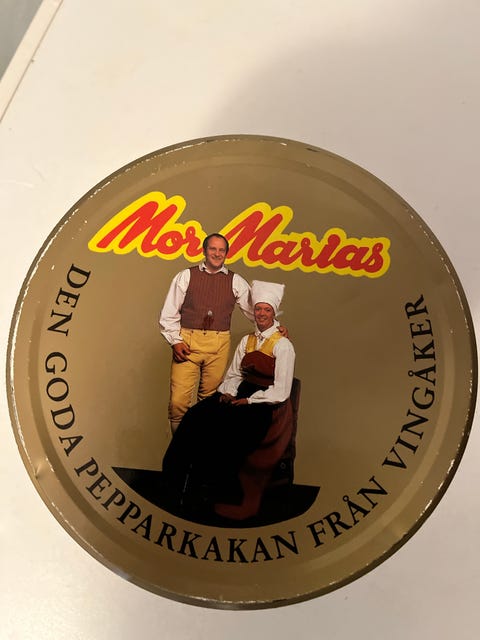 Mor Marias
DEN GODA PEPPARKAKAN FRÅN VINGÅKER